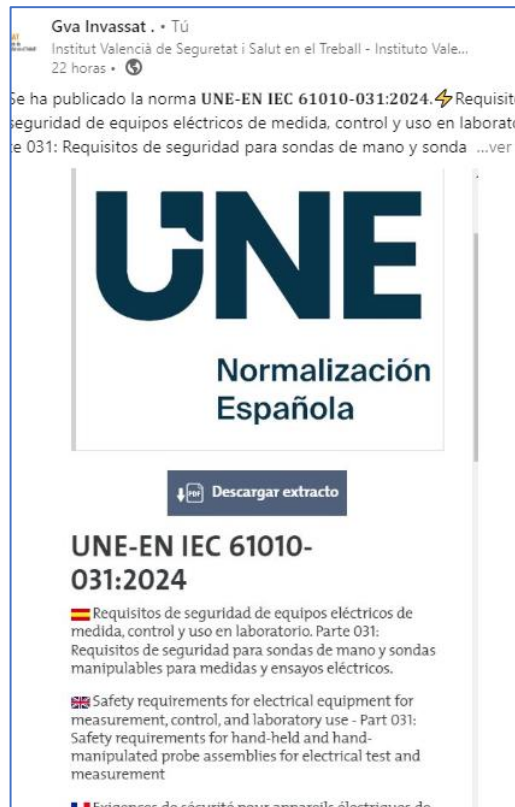 Gva Invassat . • Tú
Institut Valencià de Seguretat i Salut en el Treball - Instituto Vale...
22 horas •
Se ha publicado la norma UNE-EN IEC 61010-031:2024.⚡Requisito
seguridad de equipos eléctricos de medida, control y uso en laborato
te 031: Requisitos de seguridad para sondas de mano y sonda ...ver
UNE
Normalización
Española
PDF Descargar extracto
UNE-EN IEC 61010-
031:2024
Requisitos de seguridad de equipos eléctricos de
medida, control y uso en laboratorio. Parte 031:
Requisitos de seguridad para sondas de mano y sondas
manipulables para medidas y ensayos eléctricos.
Safety requirements for electrical equipment for
measurement, control, and laboratory use - Part 031:
Safety requirements for hand-held and hand-
manipulated probe assemblies for electrical test and
measurement
Exigences de sécurité pour appareils électriques de